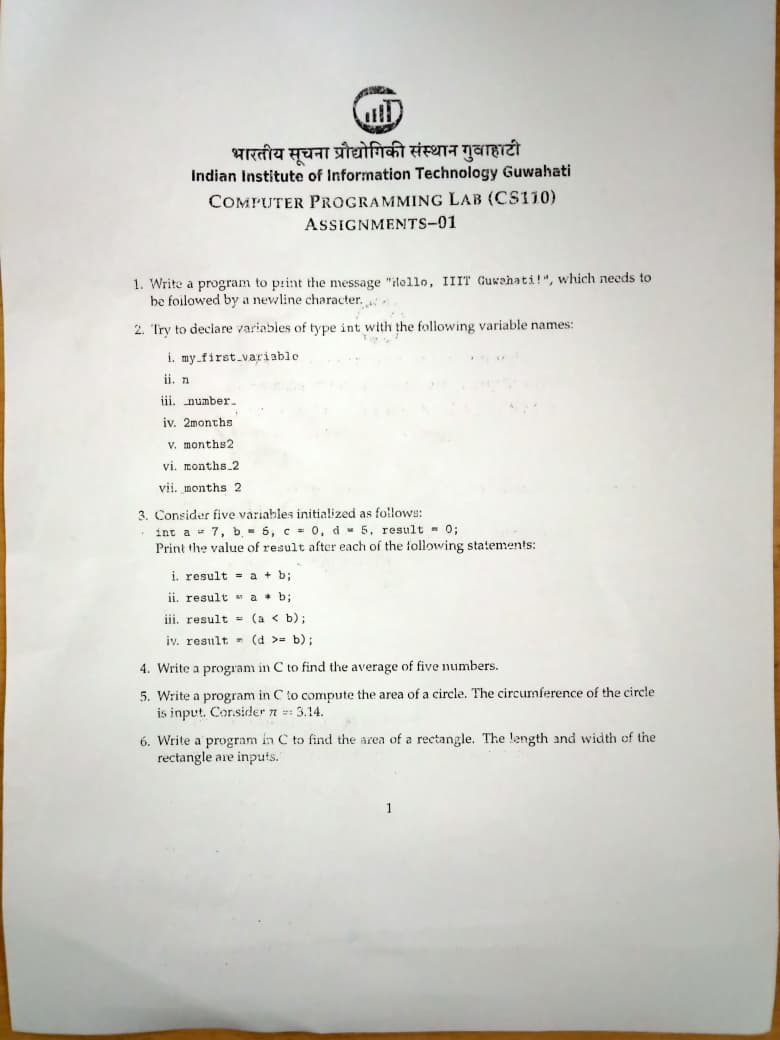 भारतीय सूचना प्रौद्योगिकी संस्थान गुवाहाटी
Indian Institute of Information Technology Guwahati
COMPUTER PROGRAMMING LAB (CS110)
ASSIGNMENTS–01
1. Write a program to print the message "Hello, IIIT Guwahati!", which needs to
be followed by a newline character.
2. Try to declare variables of type int with the following variable names:
i. my_first_variable
ii. n
iii. _number_
iv. 2months
v. months2
vi. months_2
vii. months 2
3. Consider five variables initialized as follows:
int a = 7, b = 5, c = 0, d = 5, result = 0;
Print the value of result after each of the following statements:
i. result = a + b;
ii. result = a * b;
iii. result = (a < b);
iv. result = (d >= b);
4. Write a program in C to find the average of five numbers.
5. Write a program in C to compute the area of a circle. The circumference of the circle
is input. Consider π = 3.14.
6. Write a program in C to find the area of a rectangle. The length and width of the
rectangle are inputs.
1